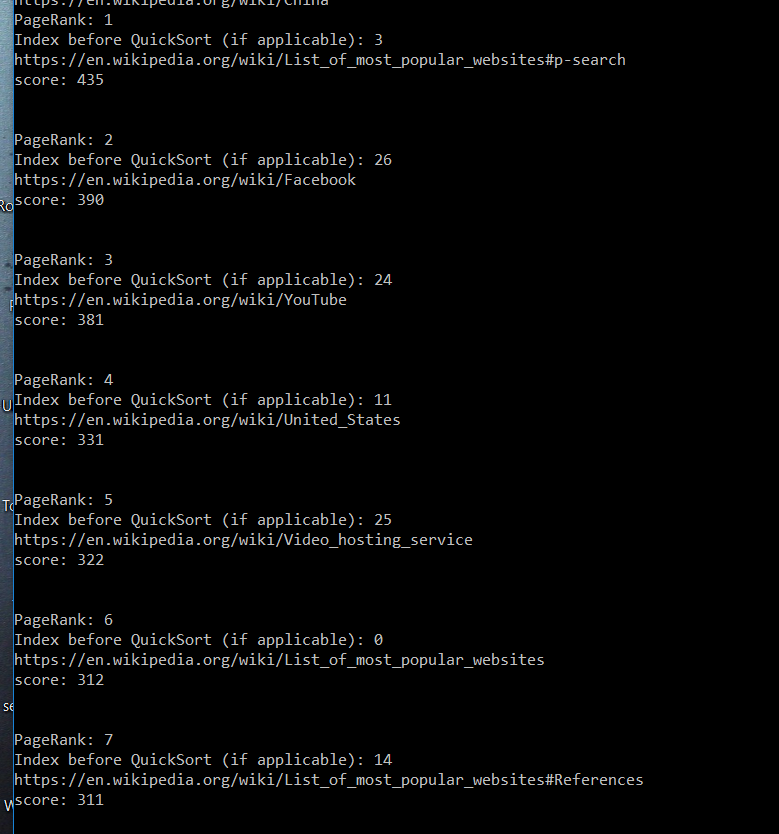 https://en.wikipedia.org/wiki/China
PageRank: 1
Index before QuickSort (if applicable): 3
https://en.wikipedia.org/wiki/List_of_most_popular_websites#p-search
score: 435
PageRank: 2
Index before QuickSort (if applicable): 26
https://en.wikipedia.org/wiki/Facebook
Ro
score: 390
PageRank: 3
Index before QuickSort (if applicable): 24
https://en.wikipedia.org/wiki/YouTube
score: 381
PageRank: 4
Index before QuickSort (if applicable): 11
U
https://en.wikipedia.org/wiki/United_States
score: 331
PageRank: 5
To
Index before QuickSort (if applicable): 25
https://en.wikipedia.org/wiki/Video_hosting_service
score: 322
PageRank: 6
Index before QuickSort (if applicable): 0
https://en.wikipedia.org/wiki/List_of_most_popular_websites
score: 312
se
PageRank: 7
Index before QuickSort (if applicable): 14
https://en.wikipedia.org/wiki/List_of_most_popular_websites#References
W
score: 311